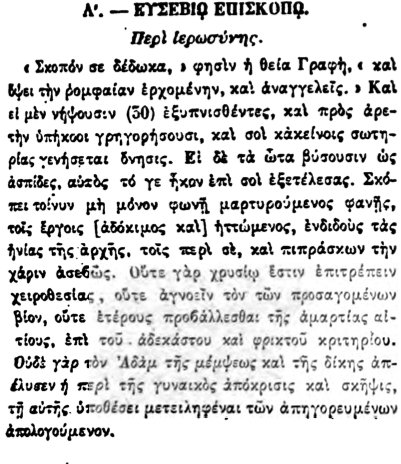 Λʹ. — ΕΥΣΕΒΙῼ ΕΠΙΣΚΟΠῼ.
Περὶ ἱερωσύνης.
« Σκοπόν σε δέδωκα, » φησὶν ἡ θεία Γραφὴ, « καὶ
ὄψει τὴν ῥομφαίαν ἐρχομένην, καὶ ἀναγγελεῖς. » Καὶ
εἰ μὲν νήψουσιν (30) ἐξυπνισθέντες, καὶ πρὸς ἀρε-
τὴν ὑπήκοοι γρηγορήσουσι, καὶ σοὶ κἀκείνοις σωτη-
ρίας γενήσεται ὄνησις. Εἰ δὲ τὰ ὦτα βύσουσιν ὡς
ἀσπίδες, αὐτὸς τό γε ἧκον ἐπὶ σοὶ ἐξετέλεσας. Σκό-
πει τοίνυν μὴ μόνον φωνῇ μαρτυρούμενος φανῇς,
τοῖς ἔργοις [ἀδόκιμος καὶ] ἡττώμενος, ἐνδιδοὺς τὰς
ἡνίας τῆς ἀρχῆς, τοῖς περὶ σὲ, καὶ πιπράσκων τὴν
χάριν ἀσεβῶς. Οὔτε γὰρ χρυσίῳ ἔστιν ἐπιτρέπειν
χειροθεσίας, οὔτε ἀγνοεῖν τὸν τῶν προσαγομένων
βίον, οὔτε ἑτέρους προβάλλεσθαι τῆς ἁμαρτίας αἰ-
τίους, ἐπὶ τοῦ ἀδεκάστου καὶ φρικτοῦ κριτηρίου.
Οὐδὲ γὰρ τὸν Ἀδὰμ τῆς μέμψεως καὶ τῆς δίκης ἀπ-
έλυσεν ἡ περὶ τῆς γυναικὸς ἀπόκρισις καὶ σκῆψις,
τῇ αὐτῆς ὑποθέσει μετειληφέναι τῶν ἀπηγορευμένων
ἀπολογούμενον.